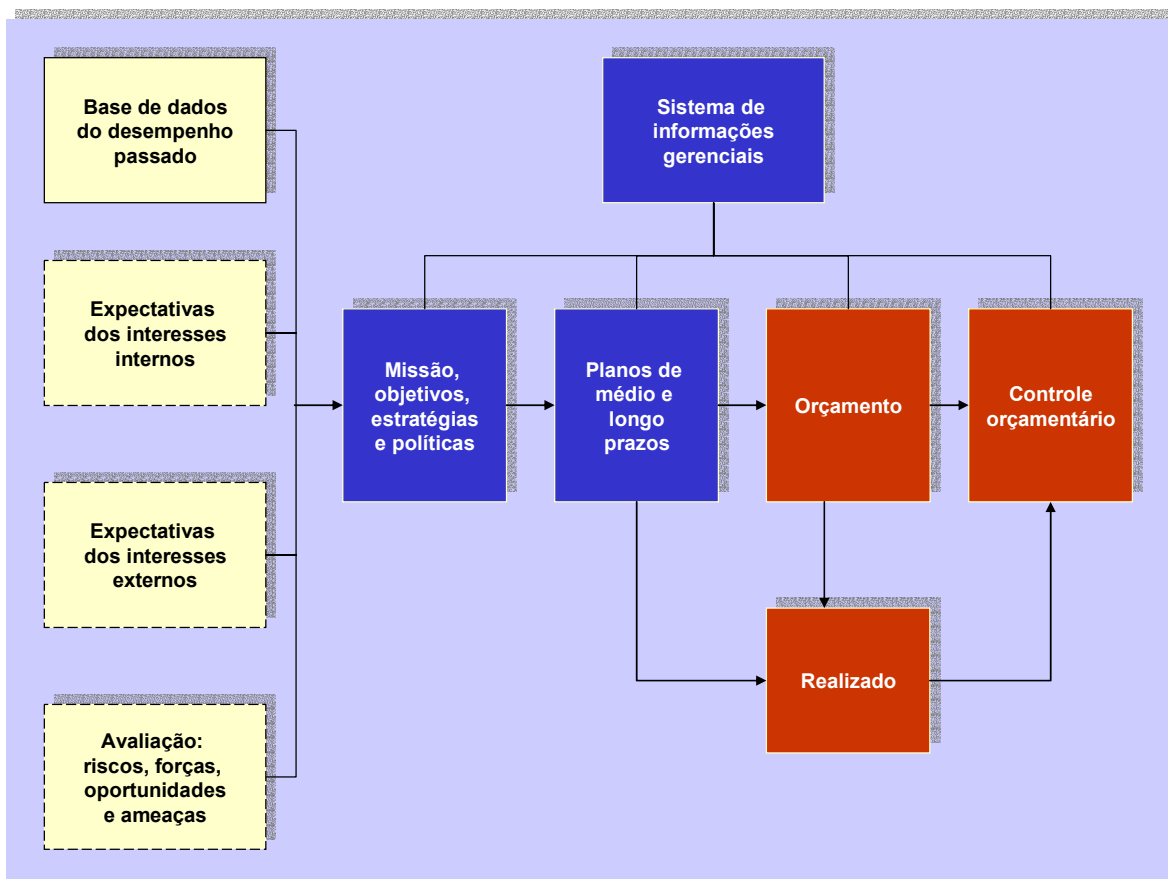 Base de dados
do desempenho
passado
Sistema de
informações
gerenciais
Expectativas
dos interesses
internos
Missão,
objetivos,
estratégias
e políticas
Planos de
médio e
longo
prazos
Orçamento
Controle
orçamentário
Expectativas
dos interesses
externos
Realizado
Avaliação:
riscos, forças,
oportunidades
e ameaças